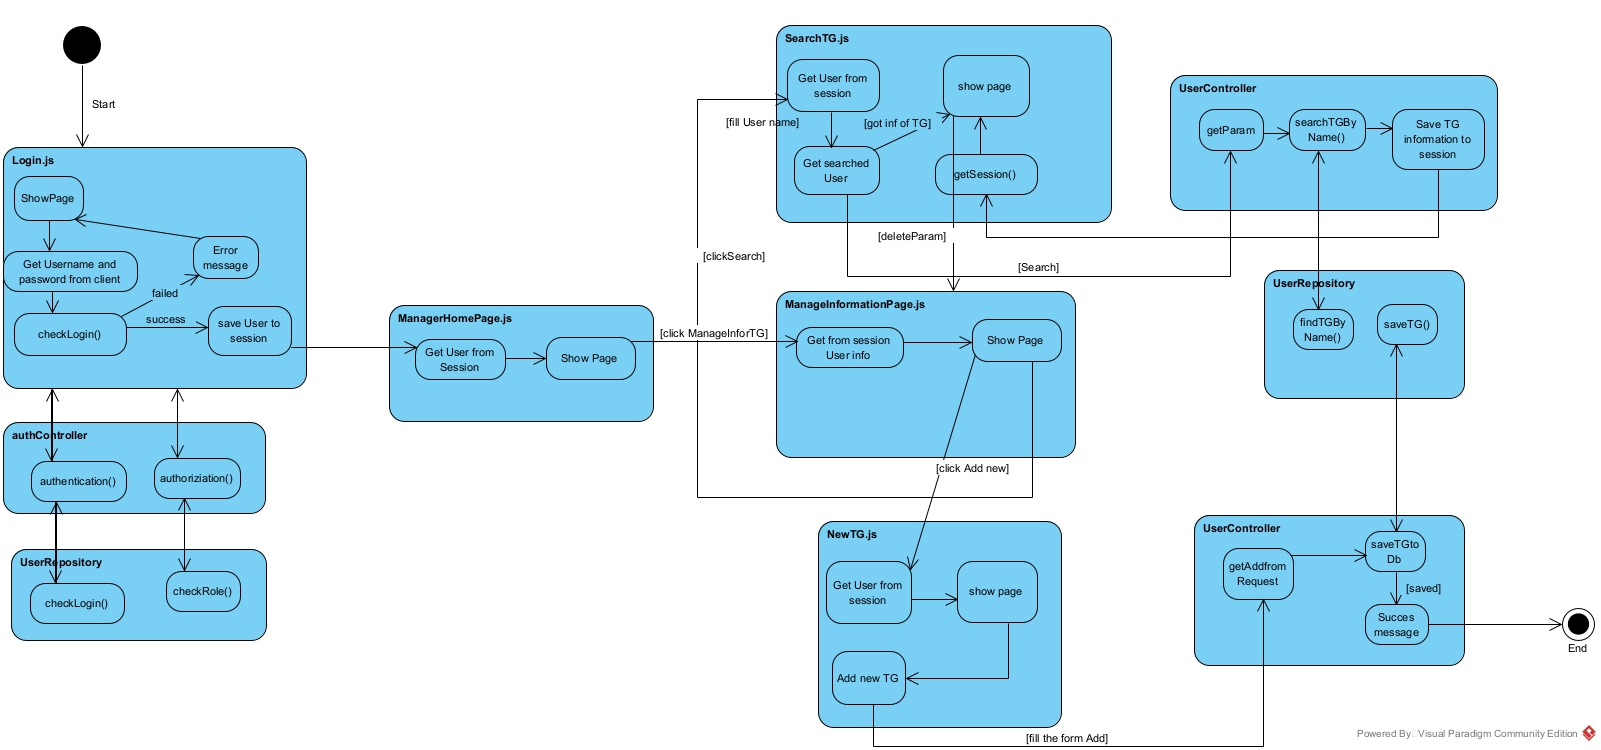 Start
Login.js
ShowPage
Get Username and
password from client
Error
message
failed
checkLogin()
success
save User to
session
authController
authentication()
authoriziation()
UserRepository
checkLogin()
checkRole()
ManagerHomePage.js
Get User from
Session
Show Page
[click ManageInforTG]
[clickSearch]
SearchTG.js
Get User from
session
[fill User name]
[got inf of TG]
show page
Get searched
User
getSession()
[deleteParam]
[Search]
ManageInformationPage.js
Get from session
User info
Show Page
[click Add new]
NewTG.js
Get User from
session
show page
Add new TG
[fill the form Add]
UserController
getParam
searchTGBy
Name()
Save TG
information to
session
UserRepository
findTGBy
Name()
saveTG()
UserController
getAddfrom
Request
saveTGto
Db
[saved]
Succes
message
End
Powered By Visual Paradigm Community Edition